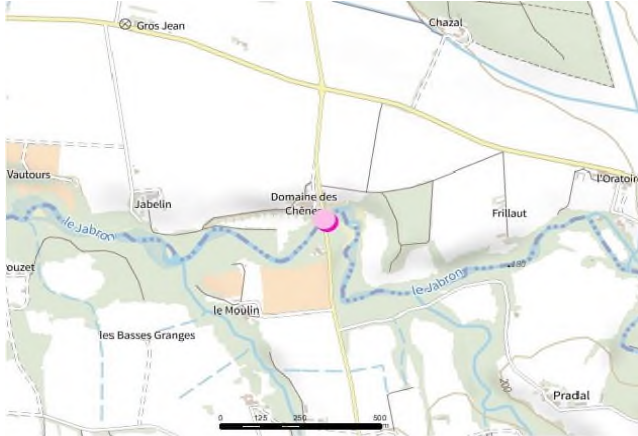 Gros Jean
Chazal
Vautours
Jabelin
Domaine des
Chênes
l'Oratoire
Frillaut
le Jabron
ouzet
le Moulin
le Jabron
les Basses Granges
200
Pradal
0 125 250 500